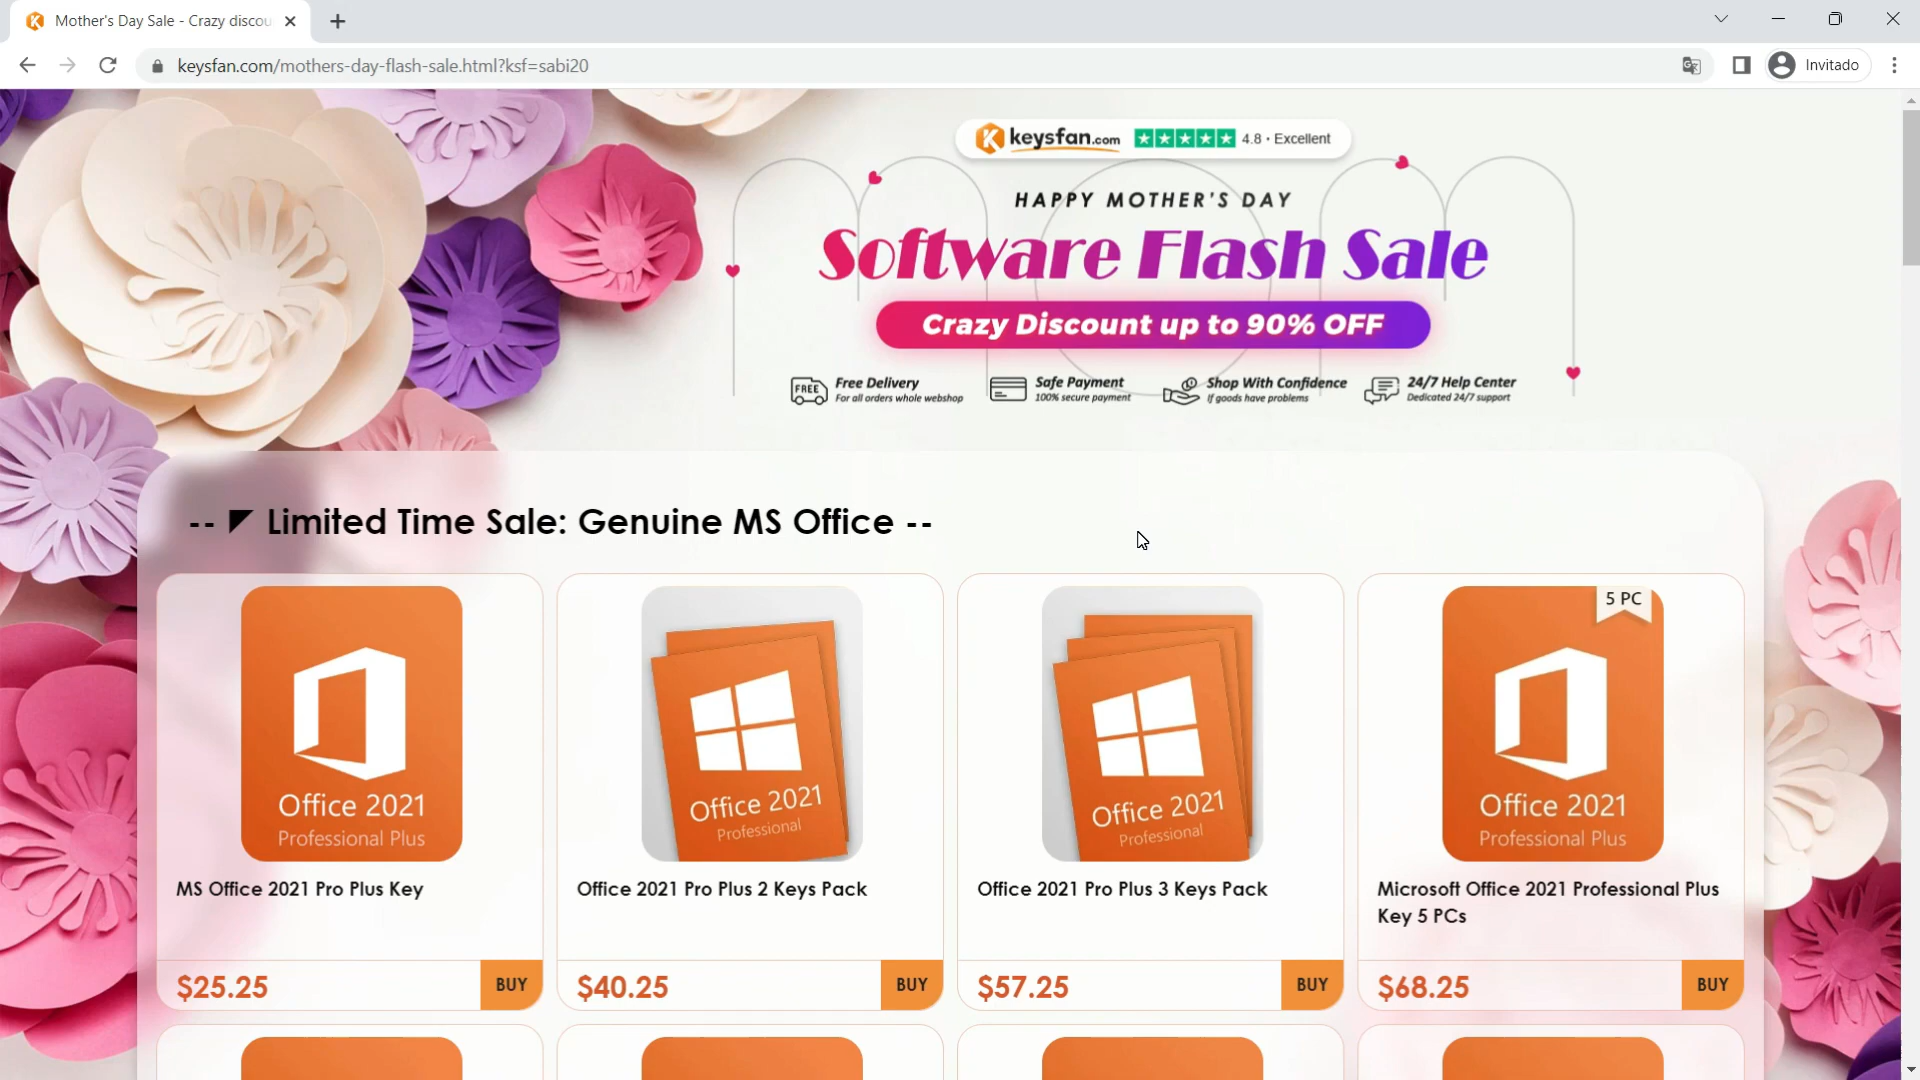 Mother's Day Sale - Crazy discou
keysfan.com/mothers-day-flash-sale.html?ksf=sabi20
Invitado
keysfan.com 4.8 • Excellent
HAPPY MOTHER'S DAY
Software Flash Sale
Crazy Discount up to 90% OFF
FREE
Free Delivery
For all orders whole webshop
Safe Payment
100% secure payment
Shop With Confidence
If goods have problems
24/7 Help Center
Dedicated 24/7 support
-- ◤ Limited Time Sale: Genuine MS Office --
Office 2021
Professional Plus
MS Office 2021 Pro Plus Key
$25.25 BUY
Office 2021
Professional
Office 2021 Pro Plus 2 Keys Pack
$40.25 BUY
Office 2021
Professional
Office 2021 Pro Plus 3 Keys Pack
$57.25 BUY
5 PC
Office 2021
Professional Plus
Microsoft Office 2021 Professional Plus
Key 5 PCs
$68.25 BUY